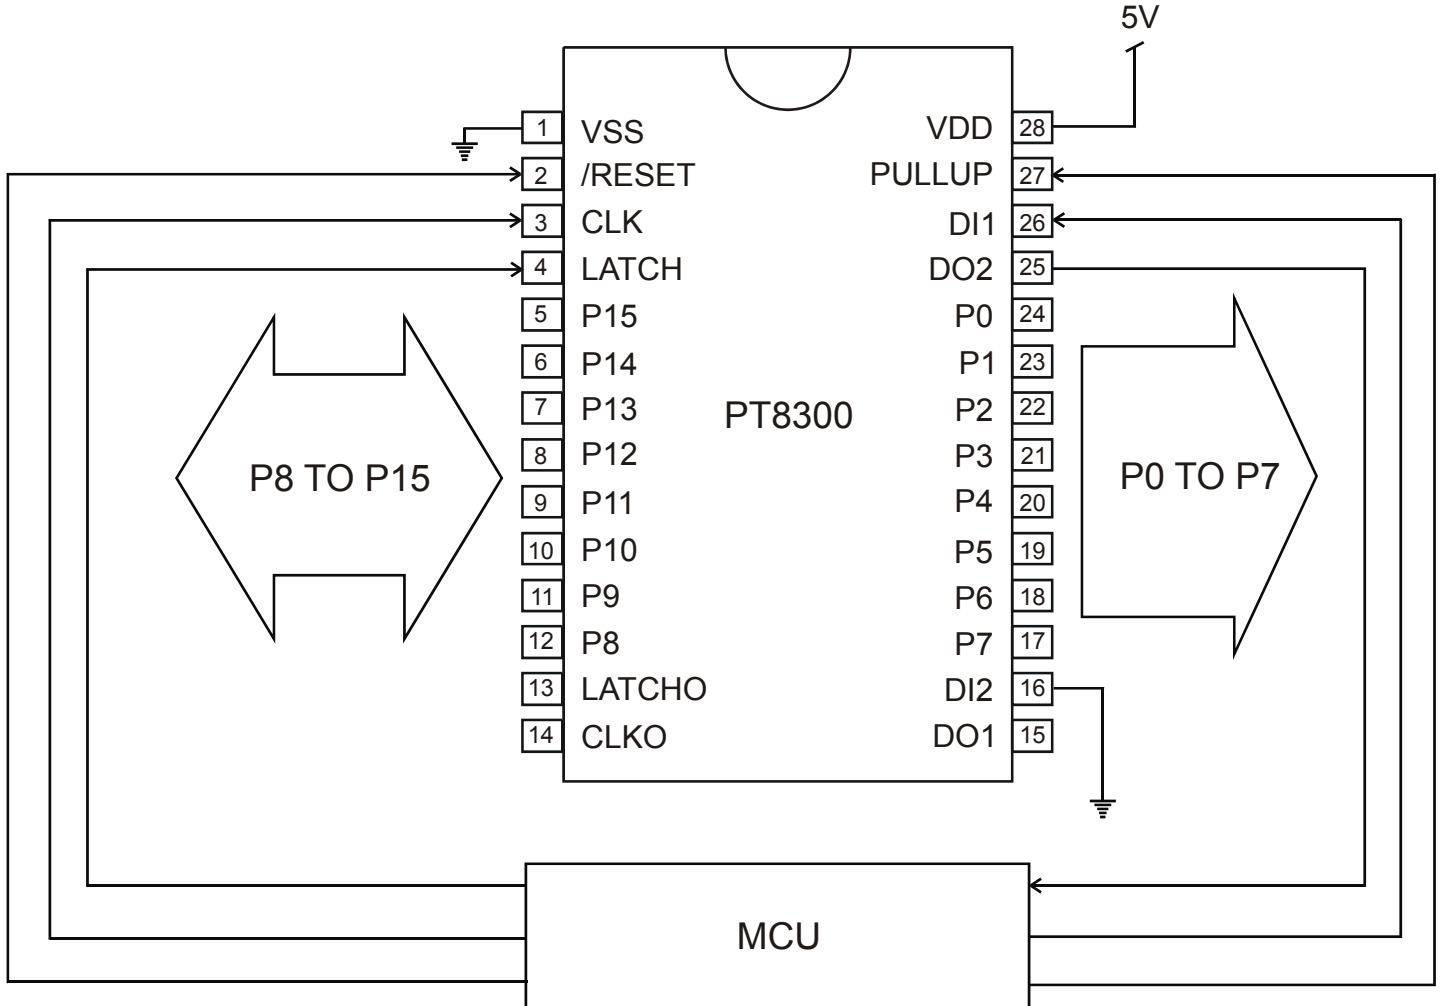 5V
1 VSS VDD 28
2 /RESET PULLUP 27
3 CLK DI1 26
4 LATCH DO2 25
5 P15 P0 24
6 P14 P1 23
7 P13 P2 22
PT8300
8 P12 P3 21
P8 TO P15
P0 TO P7
9 P11 P4 20
10 P10 P5 19
11 P9 P6 18
12 P8 P7 17
13 LATCHO DI2 16
14 CLKO DO1 15
MCU